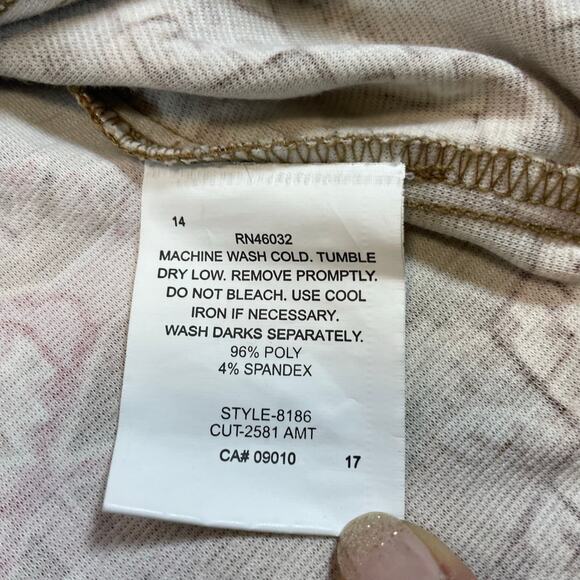 14
RN46032
MACHINE WASH COLD. TUMBLE
DRY LOW. REMOVE PROMPTLY.
DO NOT BLEACH. USE COOL
IRON IF NECESSARY.
WASH DARKS SEPARATELY.
96% POLY
4% SPANDEX
STYLE-8186
CUT-2581 AMT
CA# 09010 17